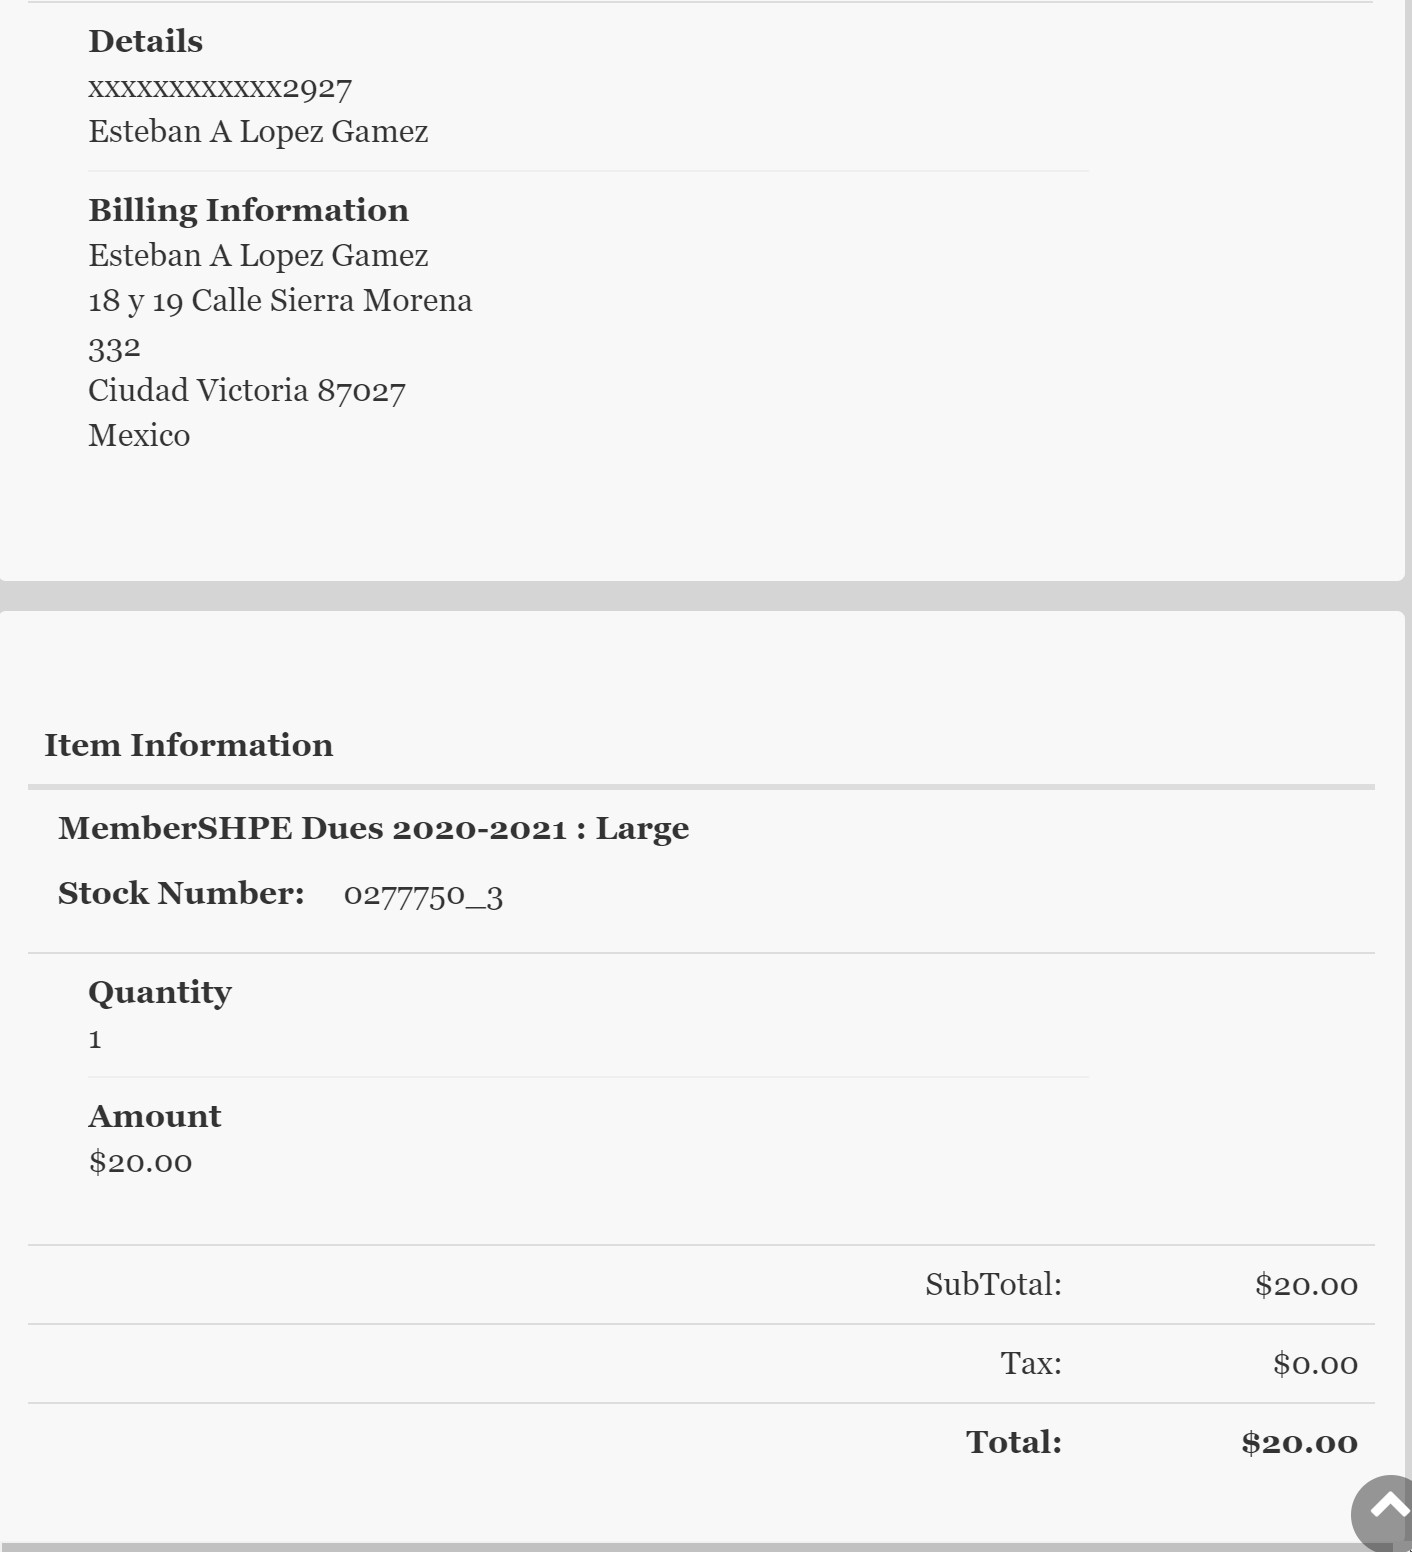 Details
xxxxxxxxxxxx2927
Esteban A Lopez Gamez
Billing Information
Esteban A Lopez Gamez
18 y 19 Calle Sierra Morena
332
Ciudad Victoria 87027
Mexico
Item Information
MemberSHPE Dues 2020-2021 : Large
Stock Number: 0277750_3
Quantity
1
Amount
$20.00
SubTotal: $20.00
Tax: $0.00
Total: $20.00